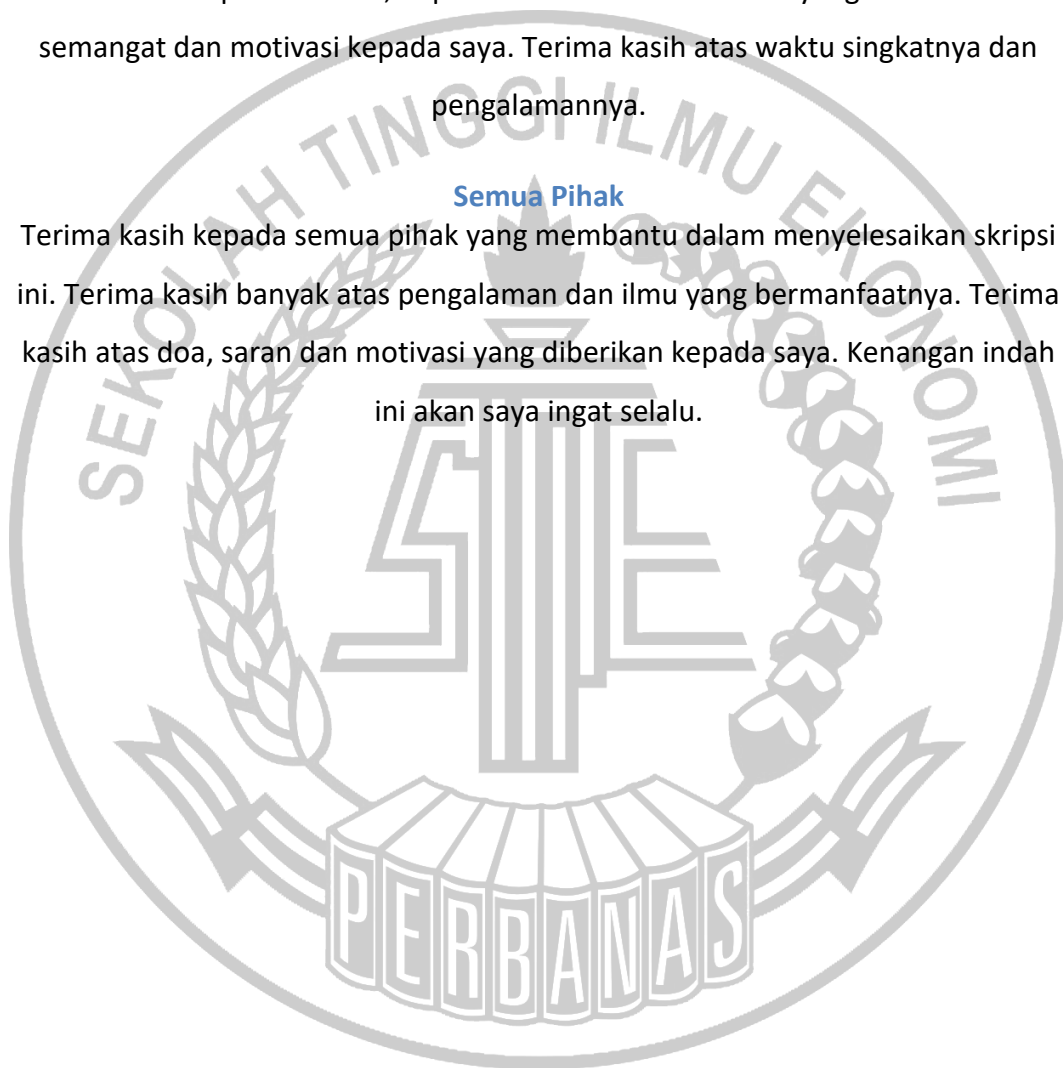 semangat dan motivasi kepada saya. Terima kasih atas waktu singkatnya dan
pengalamannya.
Semua Pihak
Terima kasih kepada semua pihak yang membantu dalam menyelesaikan skripsi
ini. Terima kasih banyak atas pengalaman dan ilmu yang bermanfaatnya. Terima
kasih atas doa, saran dan motivasi yang diberikan kepada saya. Kenangan indah
ini akan saya ingat selalu.
SEKOLAH TINGGI ILMU EKONOMI
STIE
PERBANAS